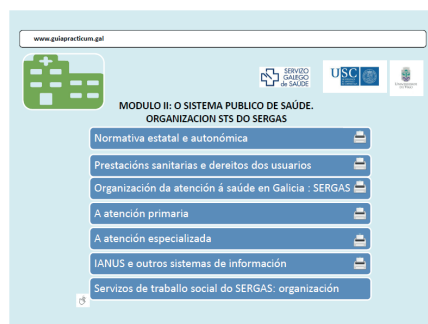 www.guiapracticum.gal
SERVIZO
GALEGO
de SAÚDE
USC
MODULO II: O SISTEMA PUBLICO DE SAÚDE.
ORGANIZACION STS DO SERGAS
Normativa estatal e autonómica
Prestacións sanitarias e dereitos dos usuarios
Organización da atención á saúde en Galicia : SERGAS
A atención primaria
A atención especializada
IANUS e outros sistemas de información
Servizos de traballo social do SERGAS: organización